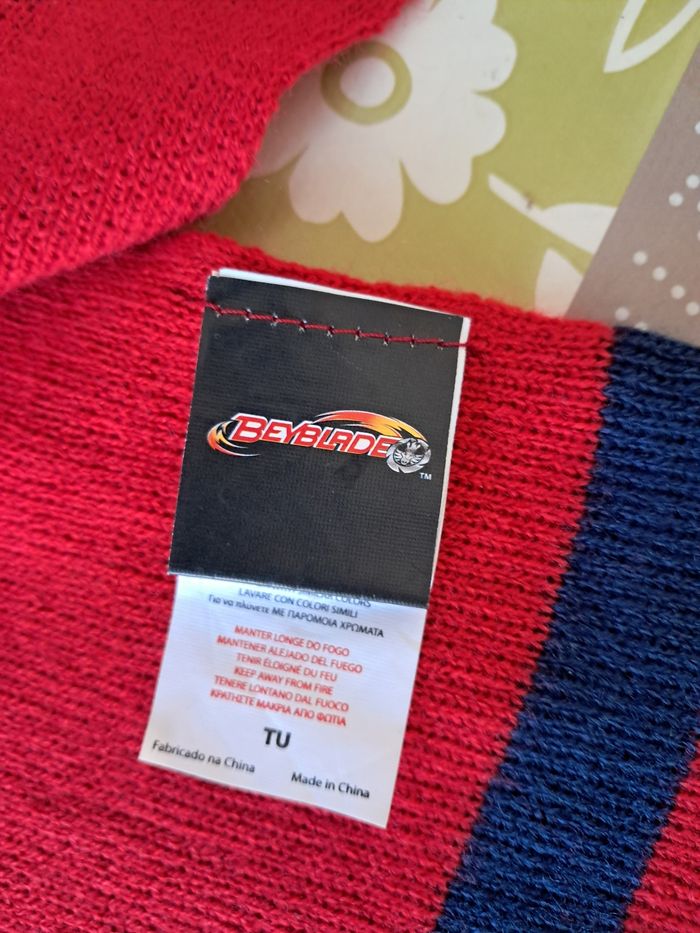 BEYBLADE
TM
COLORS
LAVARE CON COLORI SIMILI
Για να πλύνετε ΜΕ ΠΑΡΟΜΟΙΑ ΧΡΩΜΑΤΑ
MANTER LONGE DO FOGO
MANTENER ALEJADO DEL FUEGO
TENIR ÉLOIGNÉ DU FEU
KEEP AWAY FROM FIRE
TENERE LONTANO DAL FUOCO
ΚΡΑΤΗΣΤΕ ΜΑΚΡΙΑ ΑΠΟ ΦΩΤΙΑ
TU
Fabricado na China
Made in China